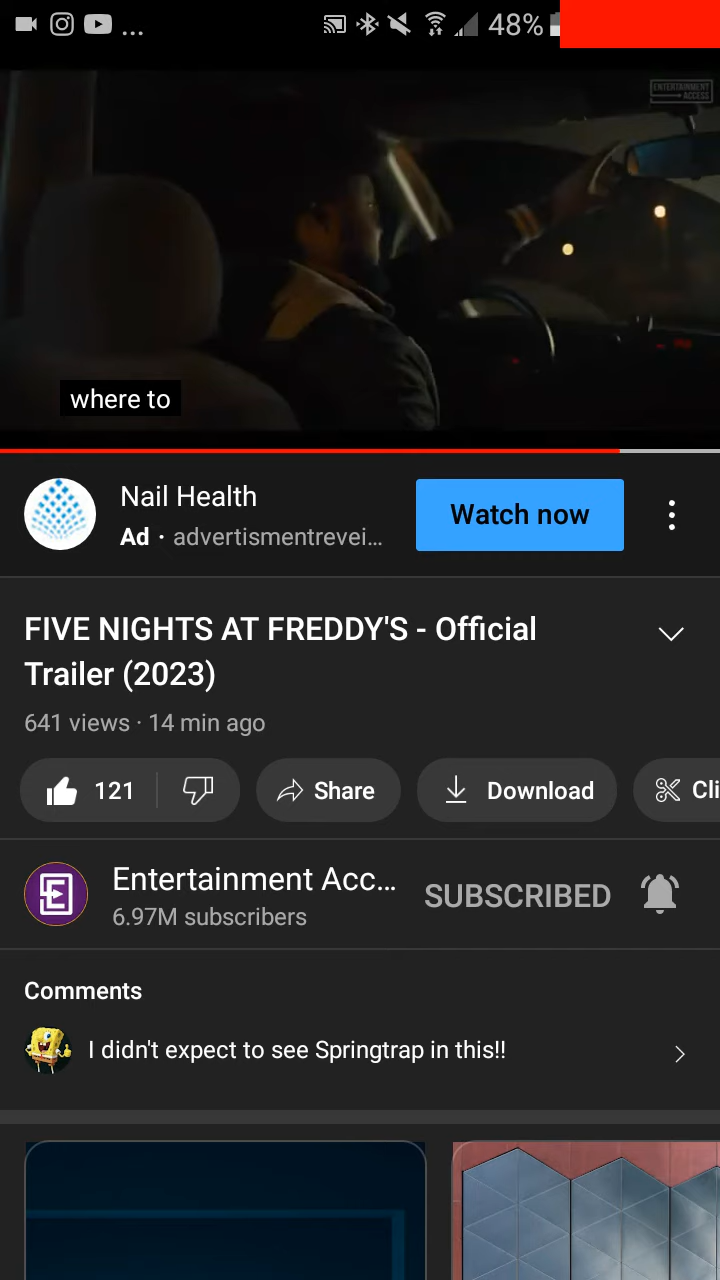 ... 48%
ENTERTAINMENT
ACCESS
where to
Nail Health
Ad · advertismentrevei...
Watch now
FIVE NIGHTS AT FREDDY'S - Official
Trailer (2023)
641 views · 14 min ago
121
Share
Download
Cli
Entertainment Acc...
6.97M subscribers
SUBSCRIBED
Comments
I didn't expect to see Springtrap in this!!